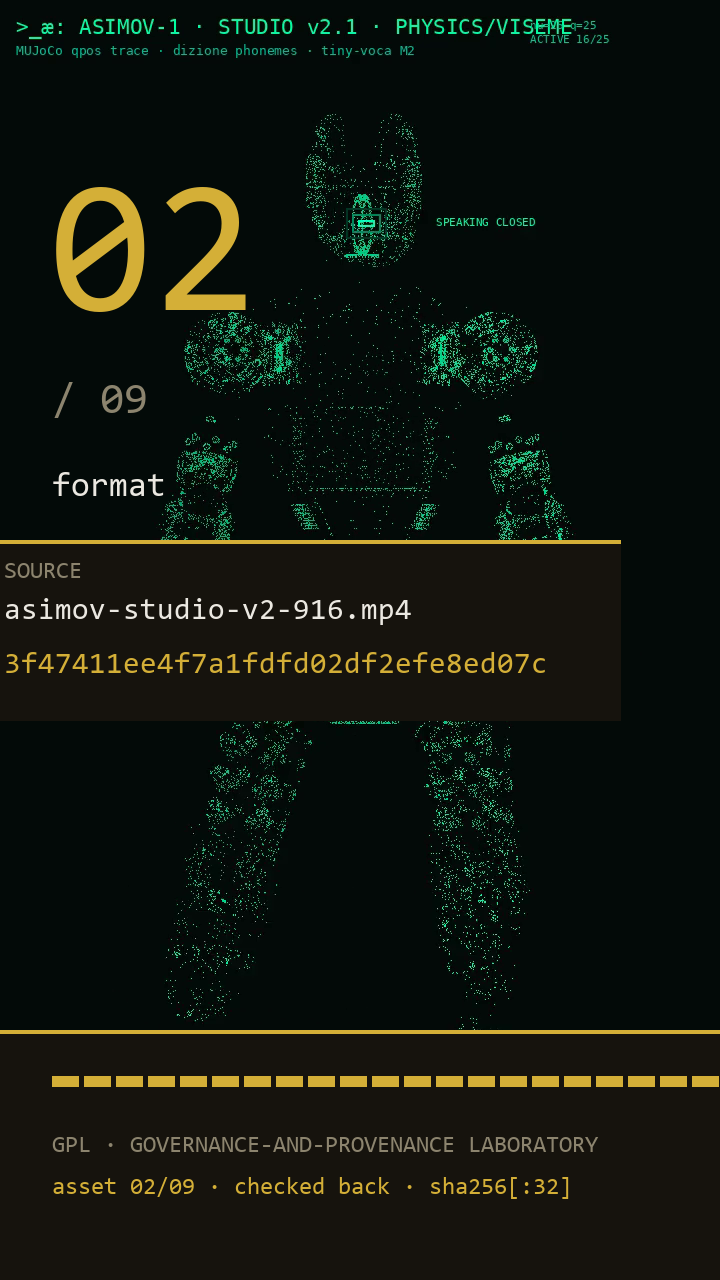 >_æ: ASIMOV-1 · STUDIO v2.1 · PHYSICS/VISEME
MUJoCo qpos trace · dizione phonemes · tiny-voca M2
ACTIVE 16/25
SPEAKING CLOSED
02
/ 09
format
SOURCE
asimov-studio-v2-916.mp4
3f47411ee4f7a1fdfd02df2efe8ed07c
GPL · GOVERNANCE-AND-PROVENANCE LABORATORY
asset 02/09 · checked back · sha256[:32]